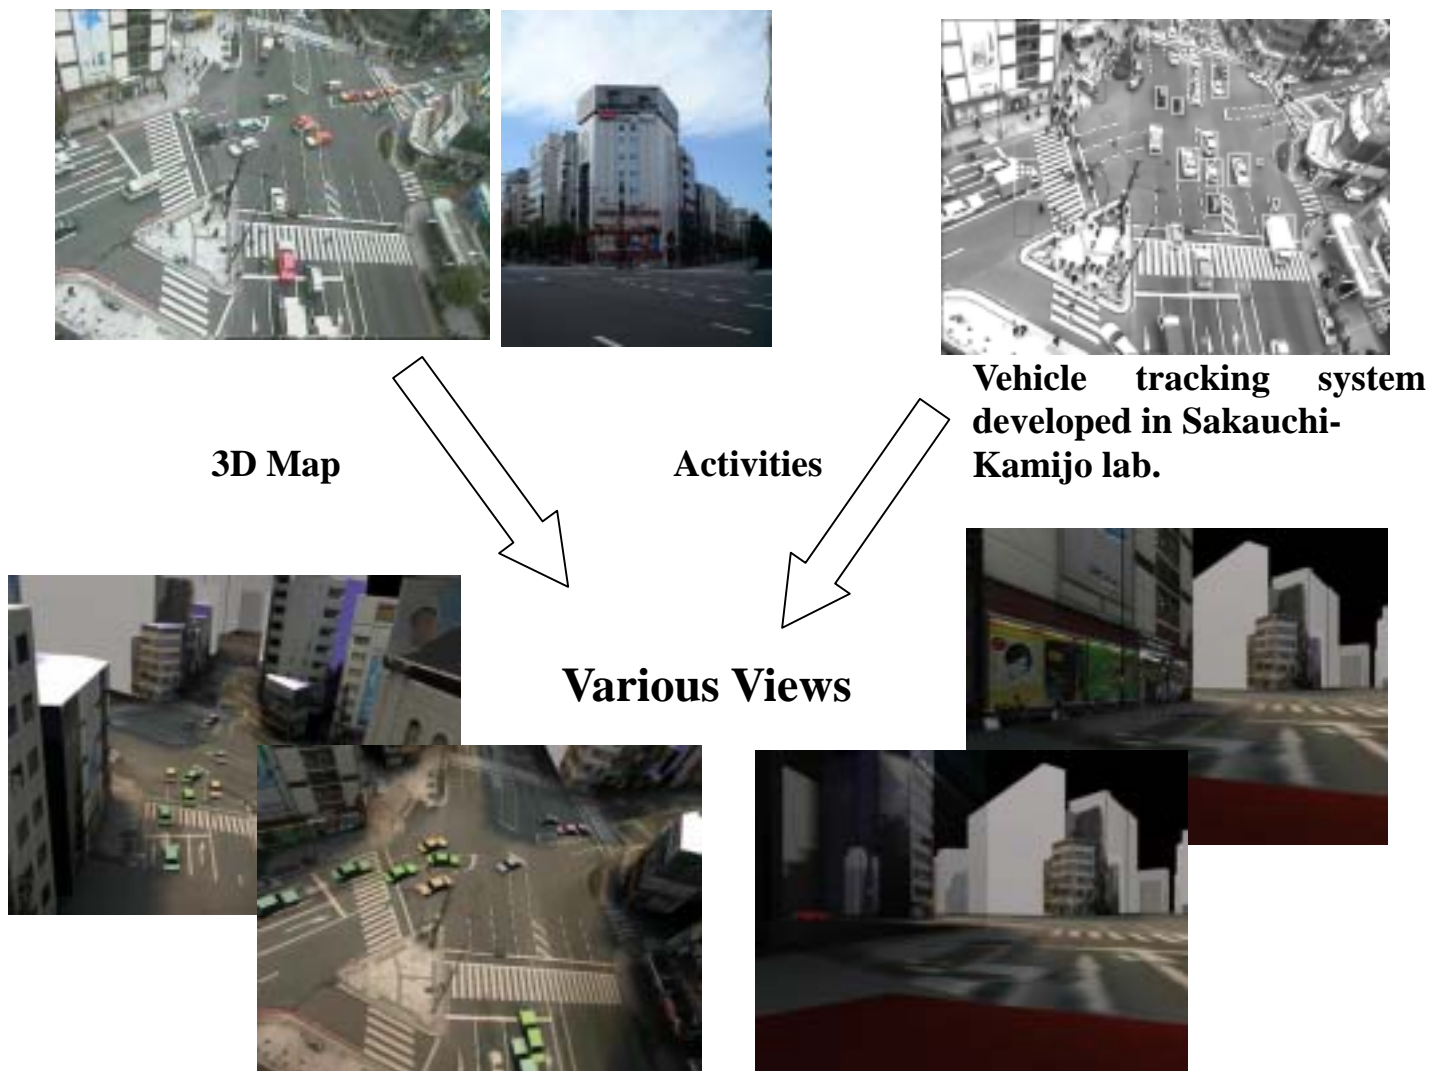 Vehicle tracking system
developed in Sakauchi-
Kamijo lab.
3D Map
Activities
Various Views